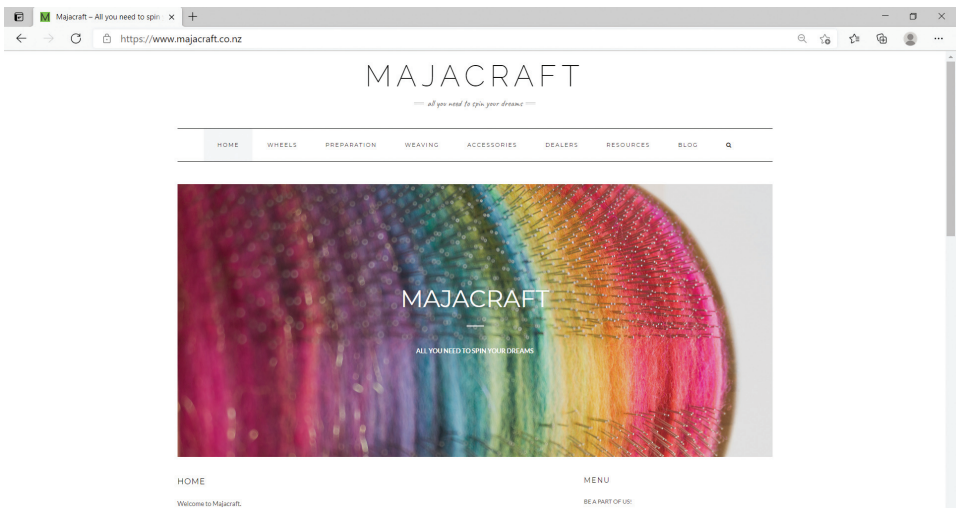 Majacraft – All you need to spin
https://www.majacraft.co.nz
MAJACRAFT
all you need to spin your dreams
HOME WHEELS PREPARATION WEAVING ACCESSORIES DEALERS RESOURCES BLOG
MAJACRAFT
ALL YOU NEED TO SPIN YOUR DREAMS
HOME
MENU
Welcome to Majacraft.
BE A PART OF US: